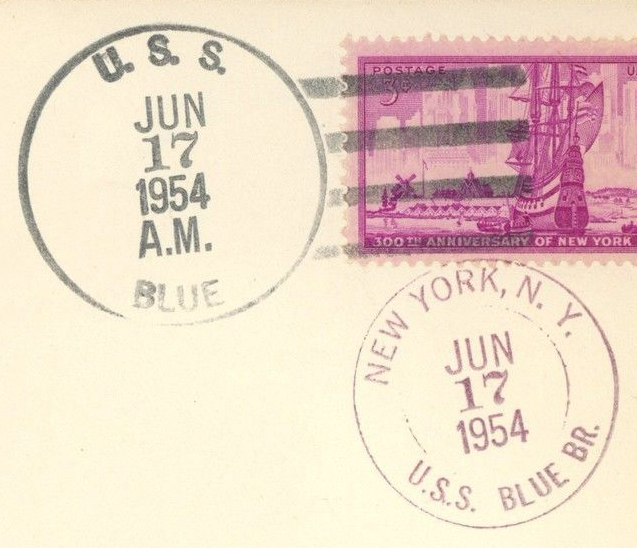 U. S. S.
JUN
17
1954
A.M.
BLUE
POSTAGE
3¢
U
300TH ANNIVERSARY OF NEW YORK
NEW YORK, N. Y.
JUN
17
1954
U.S.S. BLUE BR.